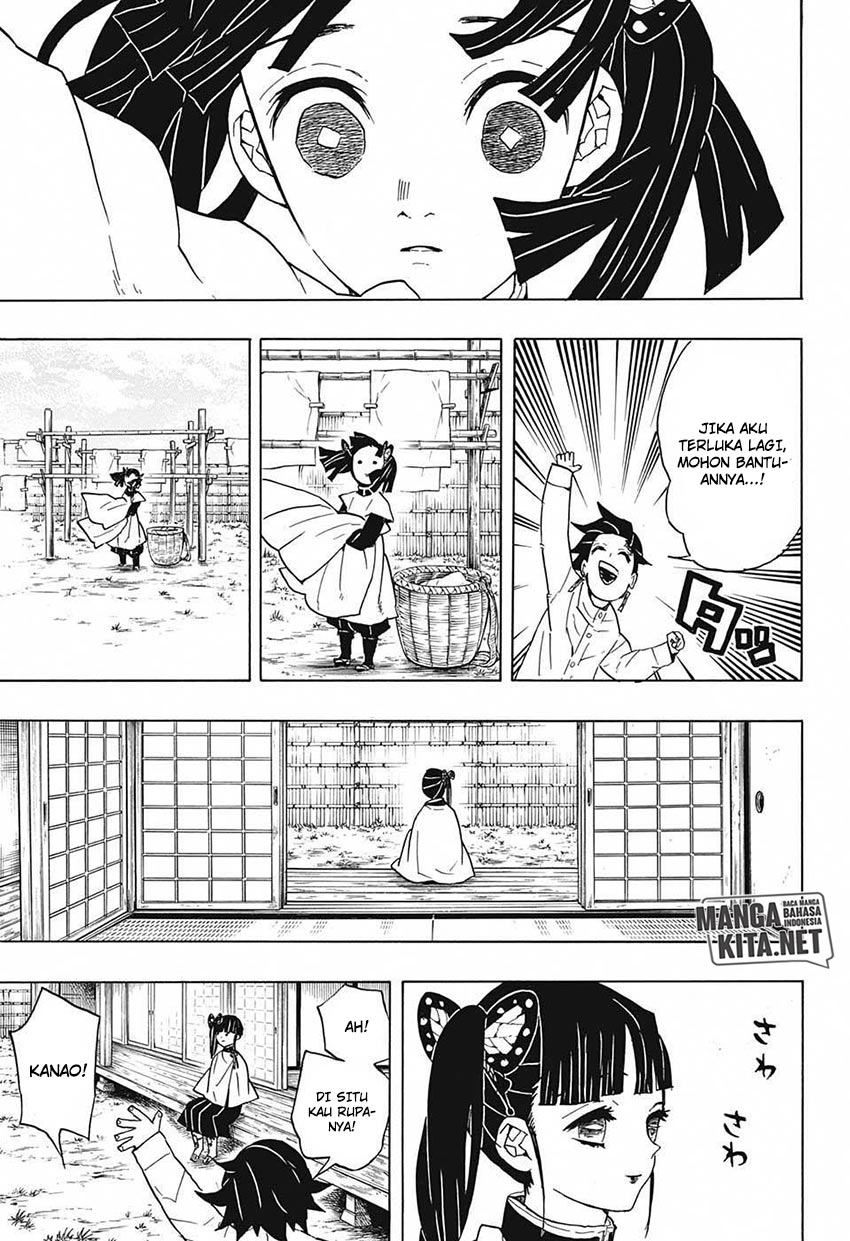 JIKA AKU
TERLUKA LAGI,
MOHON BANTU-
ANNYA...!
MANGA
KITA.NET
BACA MANGA
BAHASA
INDONESIA
AH!
DI SITU
KAU RUPA-
NYA!
KANAO!
さわ
さわ